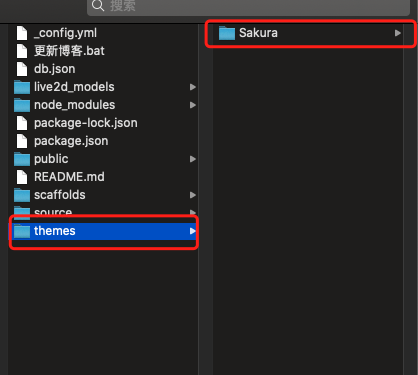 搜索
_config.yml
更新博客.bat
db.json
live2d_models
node_modules
package-lock.json
package.json
public
README.md
scaffolds
source
themes
Sakura